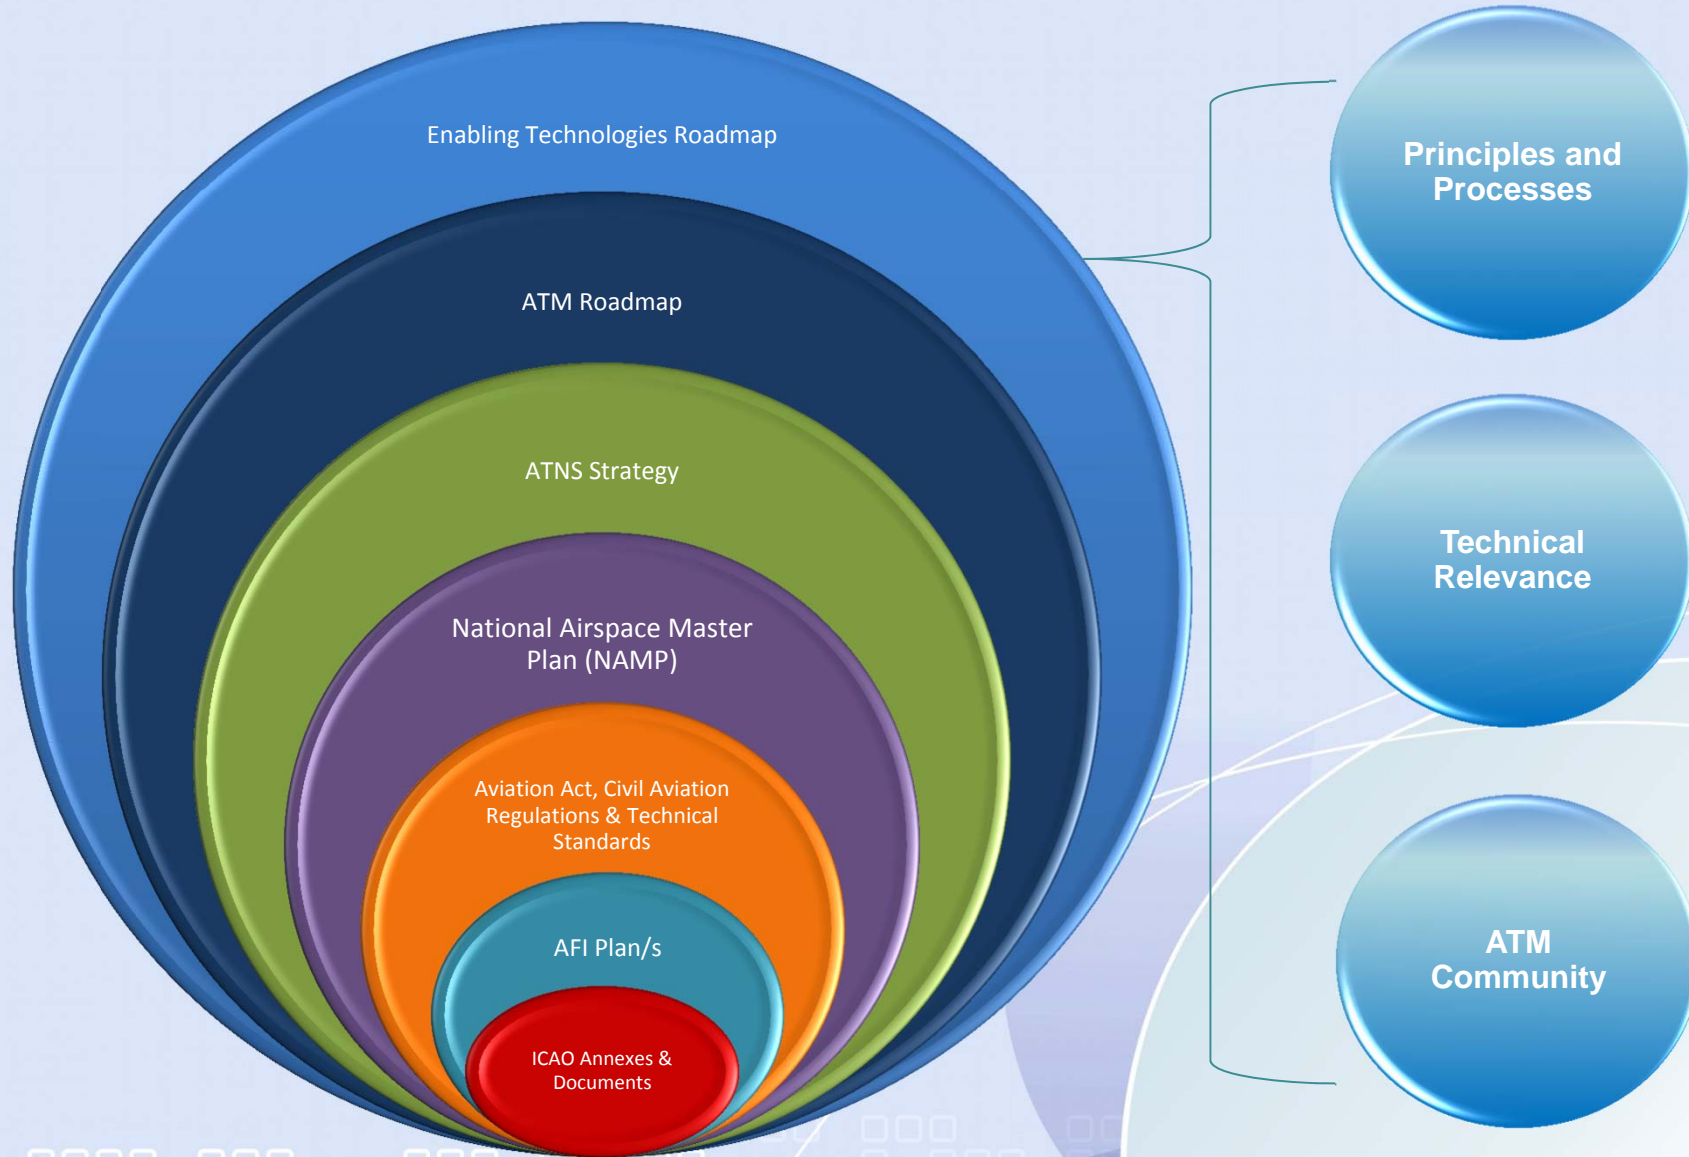 Enabling Technologies Roadmap
ATM Roadmap
ATNS Strategy
National Airspace Master
Plan (NAMP)
Aviation Act, Civil Aviation
Regulations & Technical
Standards
AFI Plan/s
ICAO Annexes &
Documents
Principles and
Processes
Technical
Relevance
ATM
Community